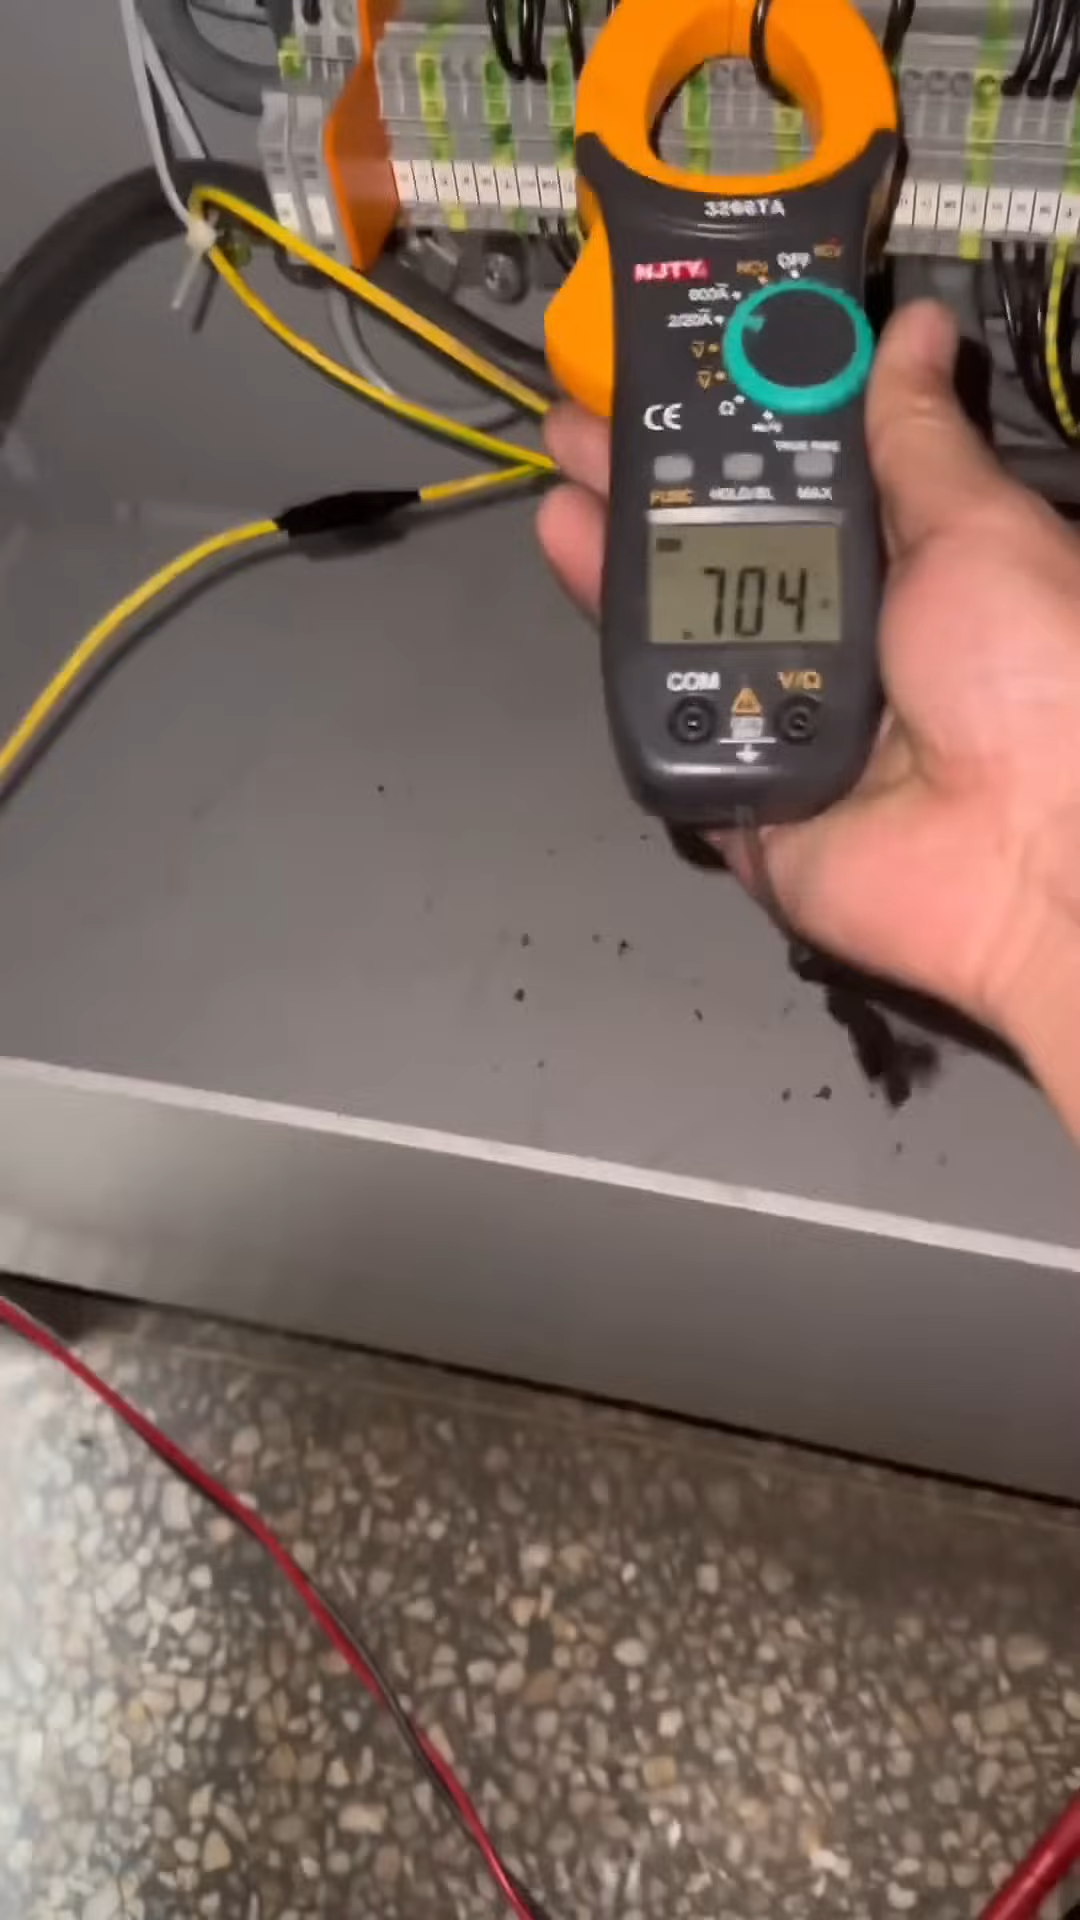 3266TA
NJTY
NCV
OFF
600A
2/20A
V
V
Ω
CE
TRUE RMS
FUNC
HOLD/BL
MAX
.704
COM
V/Ω